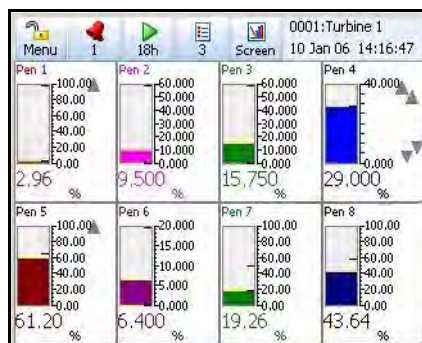 0001:Turbine 1
Menu 1 18h 3 Screen 10 Jan 06 14:16:47
Pen 1 Pen 2 Pen 3 Pen 4
100.00 60.000 60.000 40.000
80.00 50.000 50.000
60.00 40.000 40.000
40.00 30.000 30.000
20.00 20.000 20.000
10.000 10.000
0.00 0.000 0.000 0.000
2.96 9.500 15.750 29.000
% % % %
Pen 5 Pen 6 Pen 7 Pen 8
100.00 20.000 100.00 100.00
80.00 15.000 80.00 80.00
60.00 10.000 60.00 60.00
40.00 5.000 40.00 40.00
20.00 20.00 20.00
0.00 0.000 0.00 0.00
61.20 6.400 19.26 43.64
% % % %